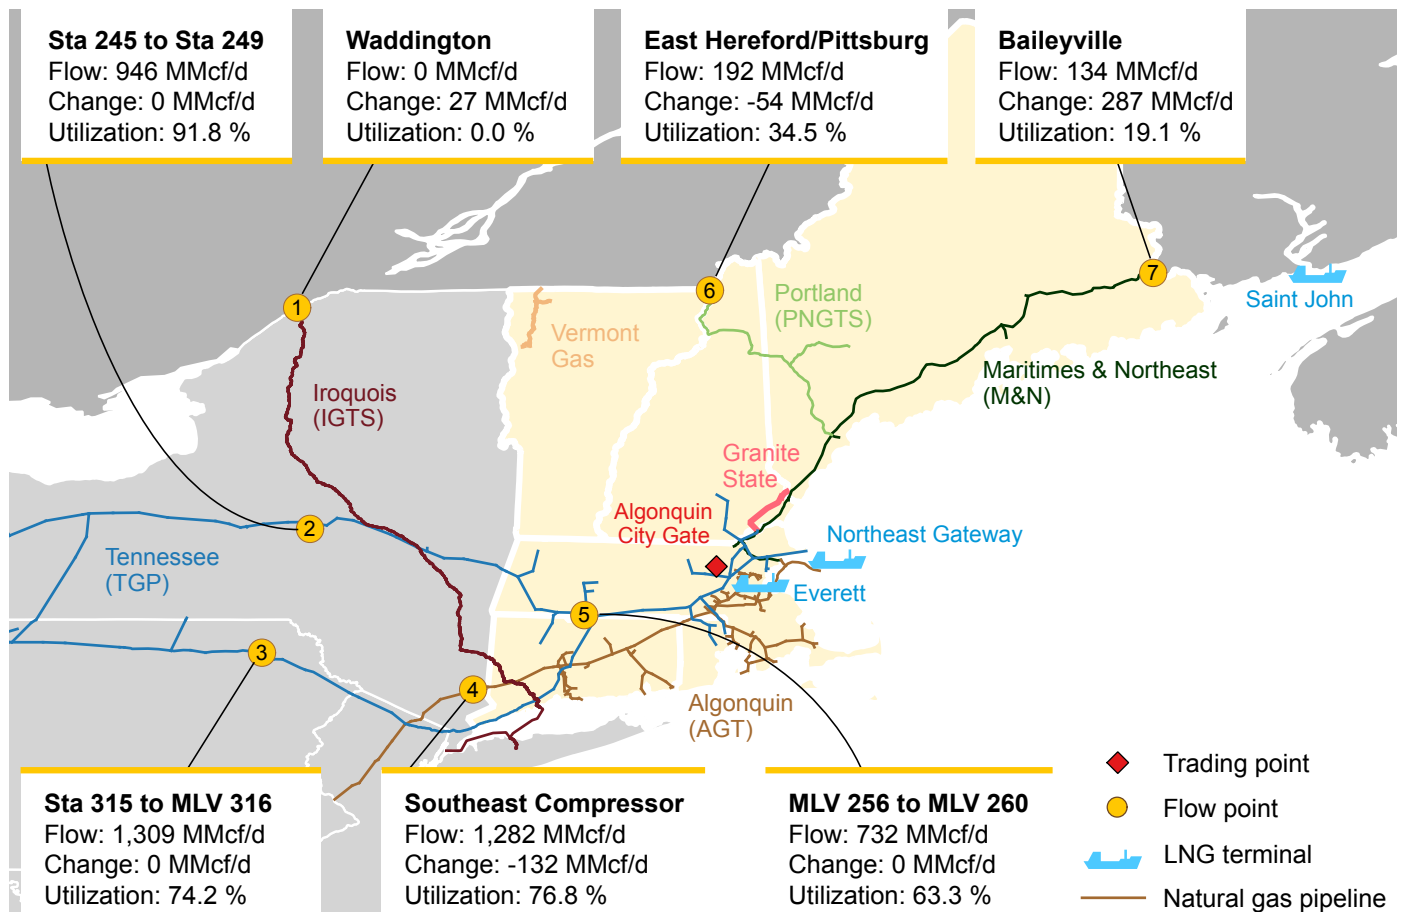 Sta 245 to Sta 249
Flow: 946 MMcf/d
Change: 0 MMcf/d
Utilization: 91.8 %
Waddington
Flow: 0 MMcf/d
Change: 27 MMcf/d
Utilization: 0.0 %
East Hereford/Pittsburg
Flow: 192 MMcf/d
Change: -54 MMcf/d
Utilization: 34.5 %
Baileyville
Flow: 134 MMcf/d
Change: 287 MMcf/d
Utilization: 19.1 %
1
6
7
Saint John
Portland
(PNGTS)
Vermont
Gas
Iroquois
(IGTS)
Maritimes & Northeast
(M&N)
Granite
State
Algonquin
City Gate
2
Northeast Gateway
Tennessee
(TGP)
Everett
5
3
4
Algonquin
(AGT)
Sta 315 to MLV 316
Flow: 1,309 MMcf/d
Change: 0 MMcf/d
Utilization: 74.2 %
Southeast Compressor
Flow: 1,282 MMcf/d
Change: -132 MMcf/d
Utilization: 76.8 %
MLV 256 to MLV 260
Flow: 732 MMcf/d
Change: 0 MMcf/d
Utilization: 63.3 %
Trading point
Flow point
LNG terminal
Natural gas pipeline